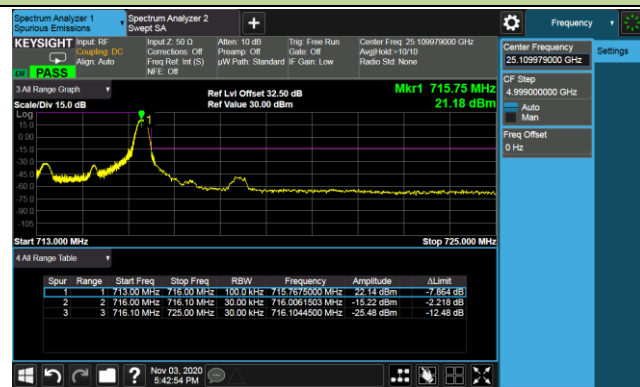 Spectrum Analyzer 1
Spurious Emissions
Spectrum Analyzer 2
Swept SA
+
Frequency
KEYSIGHT
Input: RF
Coupling: DC
Align: Auto
Input Z: 50 Ω
Corrections: Off
Freq Ref: Int (S)
NFE: Off
Atten: 10 dB
Preamp: Off
µW Path: Standard
Trig: Free Run
Gate: Off
IF Gain: Low
Center Freq: 25.109979000 GHz
Avg|Hold:>10/10
Radio Std: None
PASS
Center Frequency
25.109979000 GHz
Settings
CF Step
4.999000000 GHz
Auto
Man
Freq Offset
0 Hz
3 All Range Graph
Scale/Div 15.0 dB
Ref Lvl Offset 32.50 dB
Ref Value 30.00 dBm
Mkr1 715.75 MHz
21.18 dBm
Log
1
15.0
0.00
-15.0
-30.0
-45.0
-60.0
-75.0
-90.0
-105
Start 713.000 MHz
Stop 725.000 MHz
4 All Range Table
Spur Range Start Freq Stop Freq RBW Frequency Amplitude ΔLimit
1 1 713.00 MHz 716.00 MHz 100.0 kHz 715.7675000 MHz 22.14 dBm -7.864 dB
2 2 716.00 MHz 716.10 MHz 30.00 kHz 716.0061503 MHz -15.22 dBm -2.218 dB
3 3 716.10 MHz 725.00 MHz 30.00 kHz 716.1044500 MHz -25.48 dBm -12.48 dB
?
Nov 03, 2020
5:42:54 PM